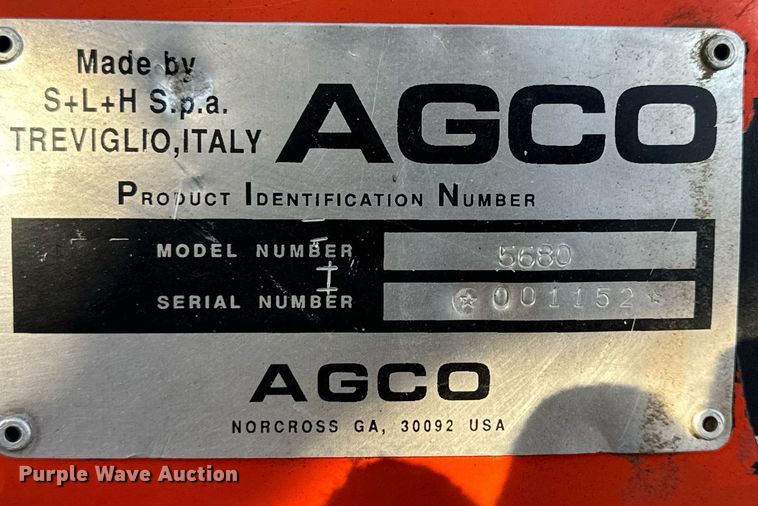 Made by
S+L+H S.p.a.
TREVIGLIO,ITALY
AGCO
PRODUCT IDENTIFICATION NUMBER
MODEL NUMBER 5680
SERIAL NUMBER ☆001152☆
AGCO
NORCROSS GA, 30092 USA
Purple Wave Auction